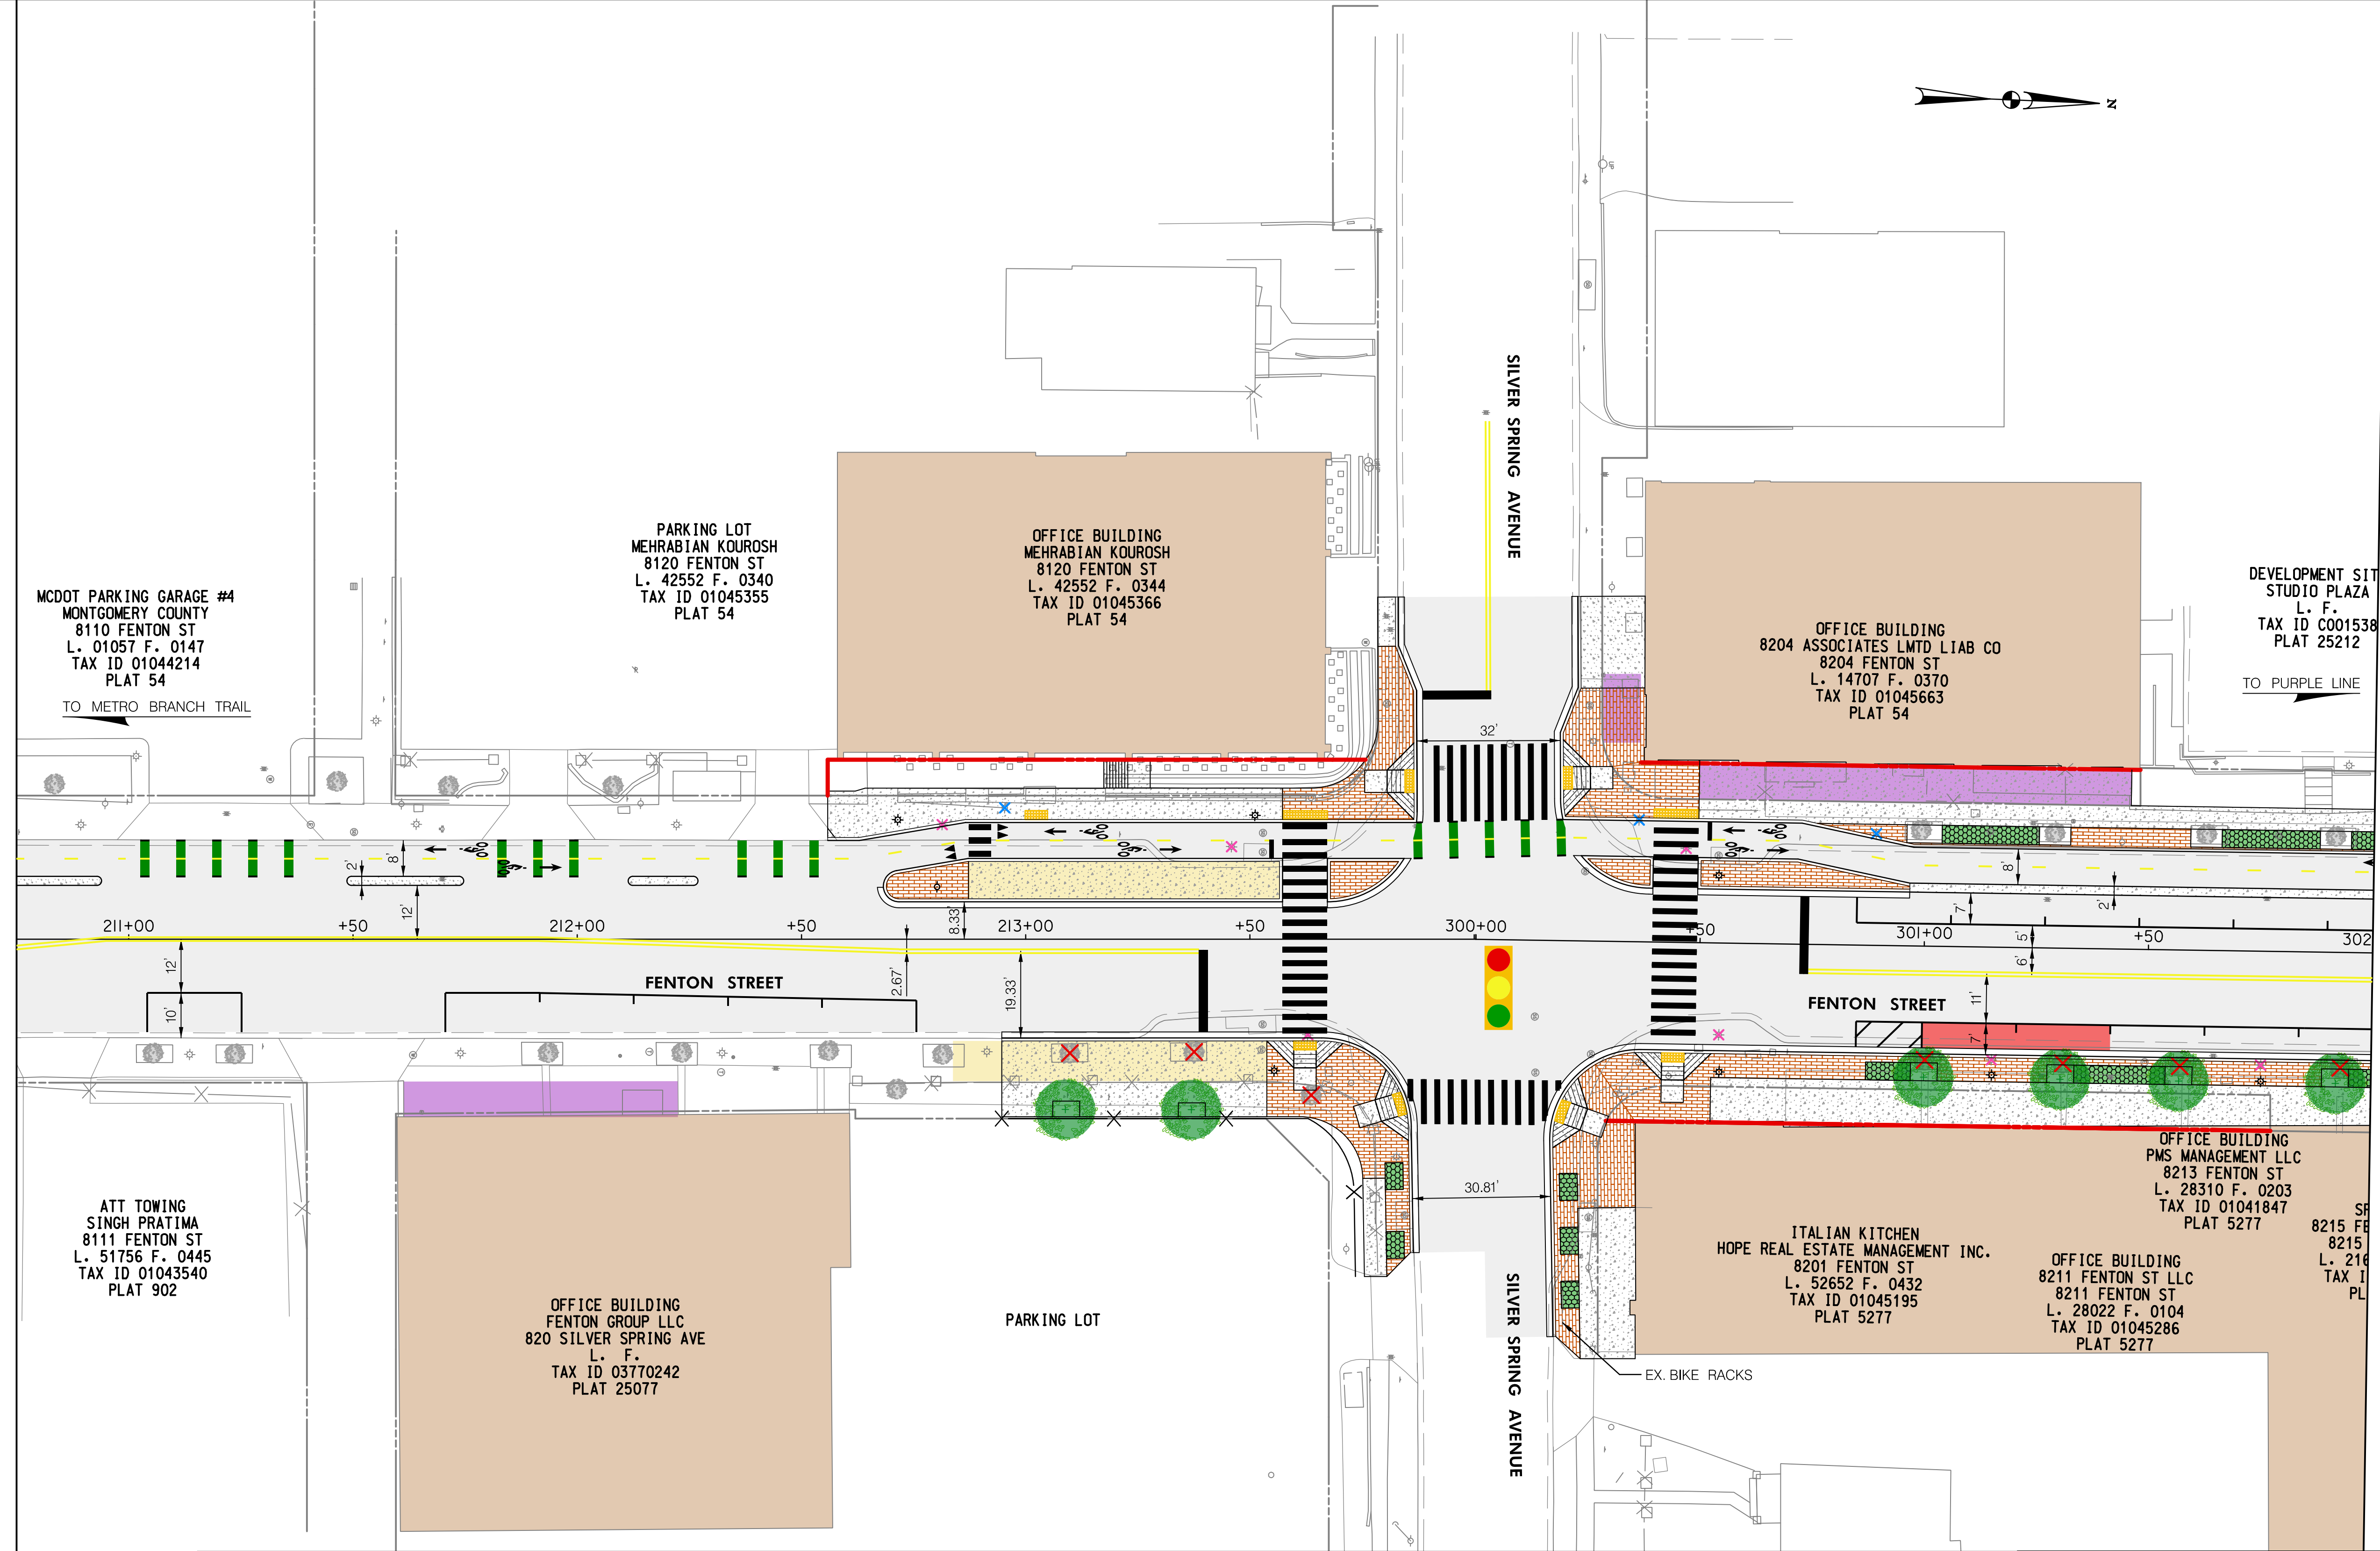 N
SILVER SPRING AVENUE
MCDOT PARKING GARAGE #4
MONTGOMERY COUNTY
8110 FENTON ST
L. 01057 F. 0147
TAX ID 01044214
PLAT 54
TO METRO BRANCH TRAIL
PARKING LOT
MEHRABIAN KOUROSH
8120 FENTON ST
L. 42552 F. 0340
TAX ID 01045355
PLAT 54
OFFICE BUILDING
MEHRABIAN KOUROSH
8120 FENTON ST
L. 42552 F. 0344
TAX ID 01045366
PLAT 54
OFFICE BUILDING
8204 ASSOCIATES LMTD LIAB CO
8204 FENTON ST
L. 14707 F. 0370
TAX ID 01045663
PLAT 54
DEVELOPMENT SIT
STUDIO PLAZA
L. F.
TAX ID C001538
PLAT 25212
TO PURPLE LINE
32'
2'
8'
12'
8.33'
8'
7'
2'
211+00
+50
212+00
+50
213+00
+50
300+00
+50
301+00
+50
302
12'
10'
2.67'
19.33'
5'
6'
11'
7'
FENTON STREET
FENTON STREET
30.81'
ATT TOWING
SINGH PRATIMA
8111 FENTON ST
L. 51756 F. 0445
TAX ID 01043540
PLAT 902
OFFICE BUILDING
FENTON GROUP LLC
820 SILVER SPRING AVE
L. F.
TAX ID 03770242
PLAT 25077
PARKING LOT
SILVER SPRING AVENUE
EX. BIKE RACKS
ITALIAN KITCHEN
HOPE REAL ESTATE MANAGEMENT INC.
8201 FENTON ST
L. 52652 F. 0432
TAX ID 01045195
PLAT 5277
OFFICE BUILDING
PMS MANAGEMENT LLC
8213 FENTON ST
L. 28310 F. 0203
TAX ID 01041847
PLAT 5277
OFFICE BUILDING
8211 FENTON ST LLC
8211 FENTON ST
L. 28022 F. 0104
TAX ID 01045286
PLAT 5277
8215 FE
8215
L. 216
TAX I
PL